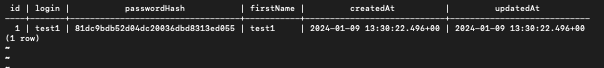 id | login | passwordHash | firstName | createdAt | updatedAt
----+-------+----------------------------------+-----------+----------------------------+----------------------------
1 | test1 | 81dc9bdb52d04dc20036dbd8313ed055 | test1 | 2024-01-09 13:30:22.496+00 | 2024-01-09 13:30:22.496+00
(1 row)
~
~
~